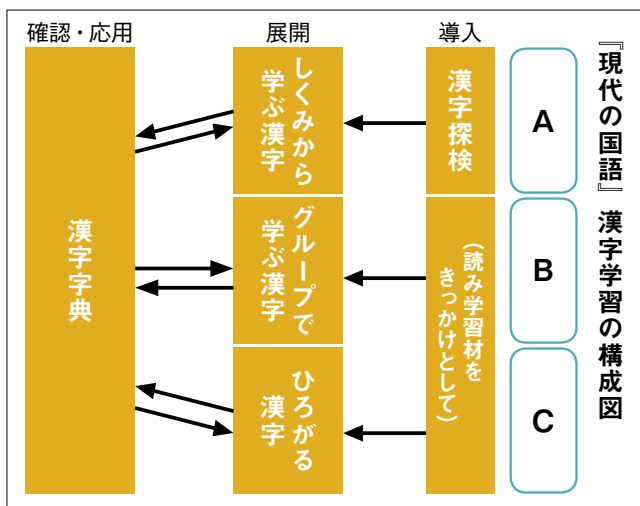 『現代の国語』漢字学習の構成図
A
B
C
導入
漢字探検
(読み学習材を
きっかけとして)
展開
しくみから
学ぶ漢字
グループで
学ぶ漢字
ひろがる
漢字
確認・応用
漢字字典